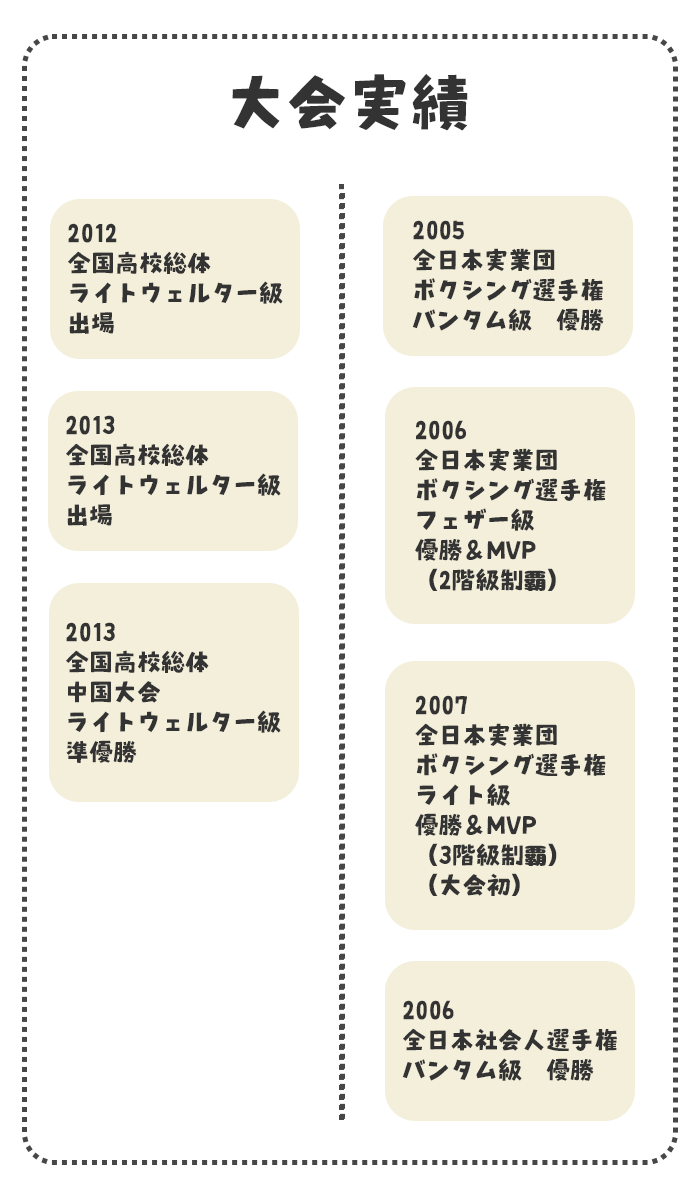 大会実績
2012
全国高校総体
ライトウェルター級
出場
2013
全国高校総体
ライトウェルター級
出場
2013
全国高校総体
中国大会
ライトウェルター級
準優勝
2005
全日本実業団
ボクシング選手権
バンタム級　優勝
2006
全日本実業団
ボクシング選手権
フェザー級
優勝＆MVP
（2階級制覇）
2007
全日本実業団
ボクシング選手権
ライト級
優勝＆MVP
（3階級制覇）
（大会初）
2006
全日本社会人選手権
バンタム級　優勝